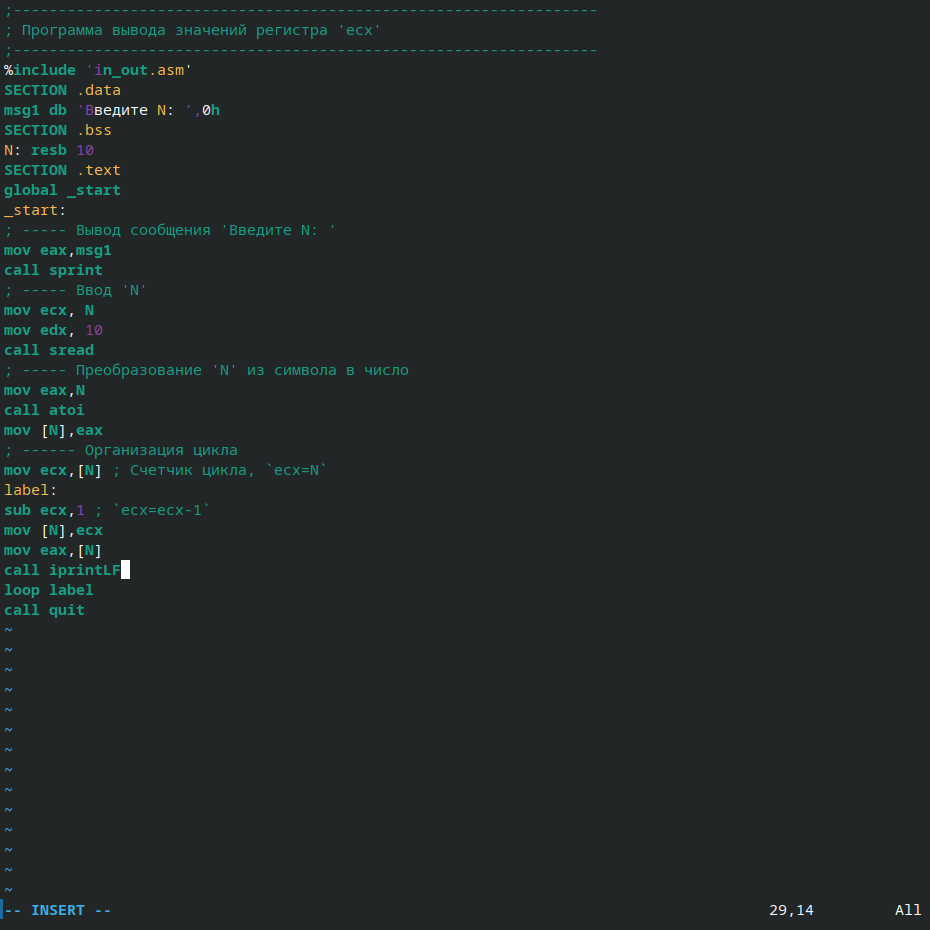 ;-----------------------------------------------------------------
; Программа вывода значений регистра 'ecx'
;-----------------------------------------------------------------
%include `in_out.asm'
SECTION .data
msg1 db `Введите N: `,0h
SECTION .bss
N: resb 10
SECTION .text
global _start
_start:
; ----- Вывод сообщения 'Введите N: '
mov eax,msg1
call sprint
; ----- Ввод 'N'
mov ecx, N
mov edx, 10
call sread
; ----- Преобразование 'N' из символа в число
mov eax,N
call atoi
mov [N],eax
; ------ Организация цикла
mov ecx,[N] ; Счетчик цикла, `ecx=N`
label:
sub ecx,1 ; `ecx=ecx-1`
mov [N],ecx
mov eax,[N]
call iprintLF
loop label
call quit
~
~
~
~
~
~
~
~
~
~
~
~
~
~
-- INSERT -- 29,14 All